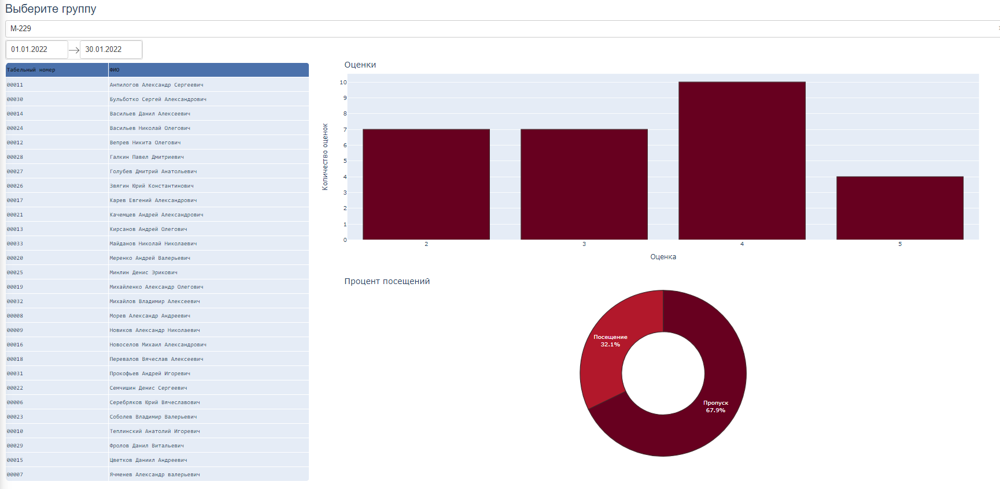 Выберите группу
М-229
01.01.2022 → 30.01.2022
Табельный номер ФИО
00011 Анпилогов Александр Сергеевич
00030 Бульботко Сергей Александрович
00014 Васильев Данил Алексеевич
00024 Васильев Николай Олегович
00012 Вепрев Никита Олегович
00028 Галкин Павел Дмитриевич
00027 Голубев Дмитрий Анатольевич
00026 Звягин Юрий Константинович
00017 Карев Евгений Александрович
00021 Качемцев Андрей Александрович
00013 Кирсанов Андрей Олегович
00033 Майданов Николай Николаевич
00020 Меренко Андрей Валерьевич
00025 Минлин Денис Эрикович
00019 Михайленко Александр Олегович
00032 Михайлов Владимир Алексеевич
00008 Морев Александр Андреевич
00009 Новиков Александр Николаевич
00016 Новоселов Михаил Александрович
00018 Перевалов Вячеслав Алексеевич
00031 Прокофьев Андрей Игоревич
00022 Семчишин Денис Сергеевич
00006 Серебряков Юрий Вячеславович
00023 Соболев Владимир Валерьевич
00010 Теплинский Анатолий Игоревич
00029 Фролов Данил Витальевич
00015 Цветков Даниил Андреевич
00007 Ячменев Александр валерьевич
Оценки
Количество оценок
10
9
8
7
6
5
4
3
2
1
0
2 3 4 5
Оценка
Процент посещений
Посещение
32.1%
Пропуск
67.9%